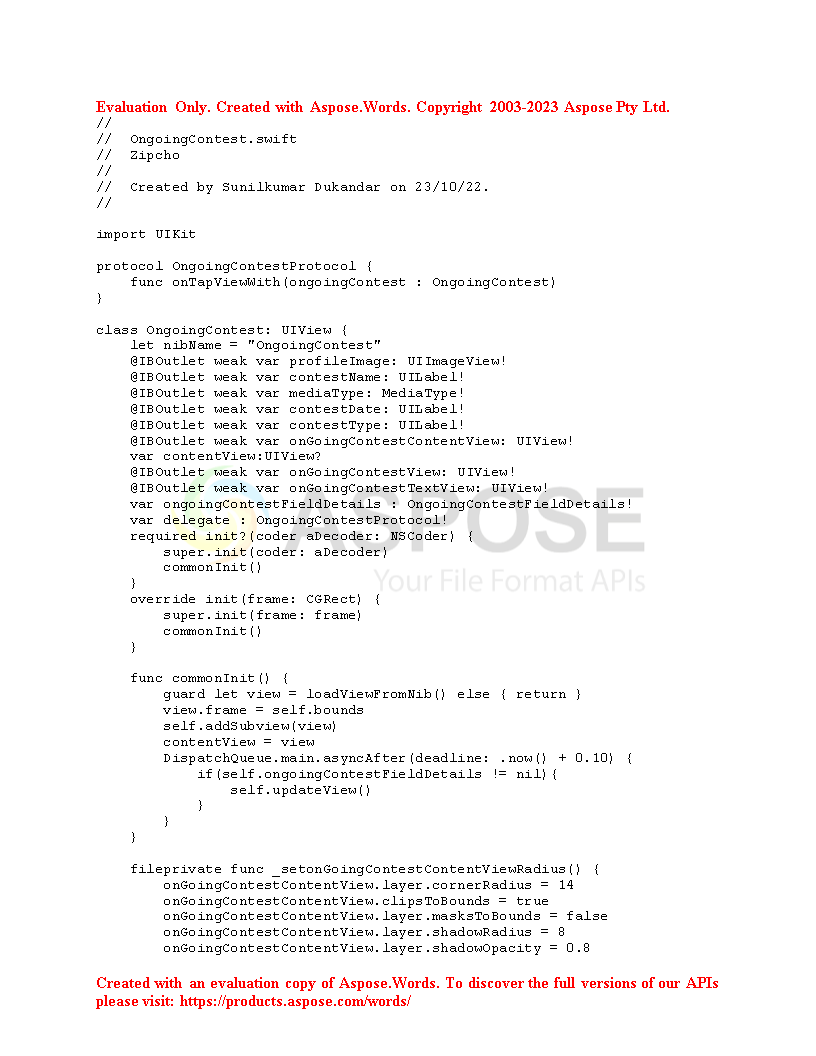 Evaluation Only. Created with Aspose.Words. Copyright 2003-2023 Aspose Pty Ltd.
//
//  OngoingContest.swift
//  Zipcho
//
//  Created by Sunilkumar Dukandar on 23/10/22.
//

import UIKit

protocol OngoingContestProtocol {
    func onTapViewWith(ongoingContest : OngoingContest)
}

class OngoingContest: UIView {
    let nibName = "OngoingContest"
    @IBOutlet weak var profileImage: UIImageView!
    @IBOutlet weak var contestName: UILabel!
    @IBOutlet weak var mediaType: MediaType!
    @IBOutlet weak var contestDate: UILabel!
    @IBOutlet weak var contestType: UILabel!
    @IBOutlet weak var onGoingContestContentView: UIView!
    var contentView:UIView?
    @IBOutlet weak var onGoingContestView: UIView!
    @IBOutlet weak var onGoingContestTextView: UIView!
    var ongoingContestFieldDetails : OngoingContestFieldDetails!
    var delegate : OngoingContestProtocol!
    required init?(coder aDecoder: NSCoder) {
        super.init(coder: aDecoder)
        commonInit()
    }
    override init(frame: CGRect) {
        super.init(frame: frame)
        commonInit()
    }

    func commonInit() {
        guard let view = loadViewFromNib() else { return }
        view.frame = self.bounds
        self.addSubview(view)
        contentView = view
        DispatchQueue.main.asyncAfter(deadline: .now() + 0.10) {
            if(self.ongoingContestFieldDetails != nil){
                self.updateView()
            }
        }
    }

    fileprivate func _setonGoingContestContentViewRadius() {
        onGoingContestContentView.layer.cornerRadius = 14
        onGoingContestContentView.clipsToBounds = true
        onGoingContestContentView.layer.masksToBounds = false
        onGoingContestContentView.layer.shadowRadius = 8
        onGoingContestContentView.layer.shadowOpacity = 0.8
ASPOSE
Your File Format APIs
Created with an evaluation copy of Aspose.Words. To discover the full versions of our APIs
please visit: https://products.aspose.com/words/